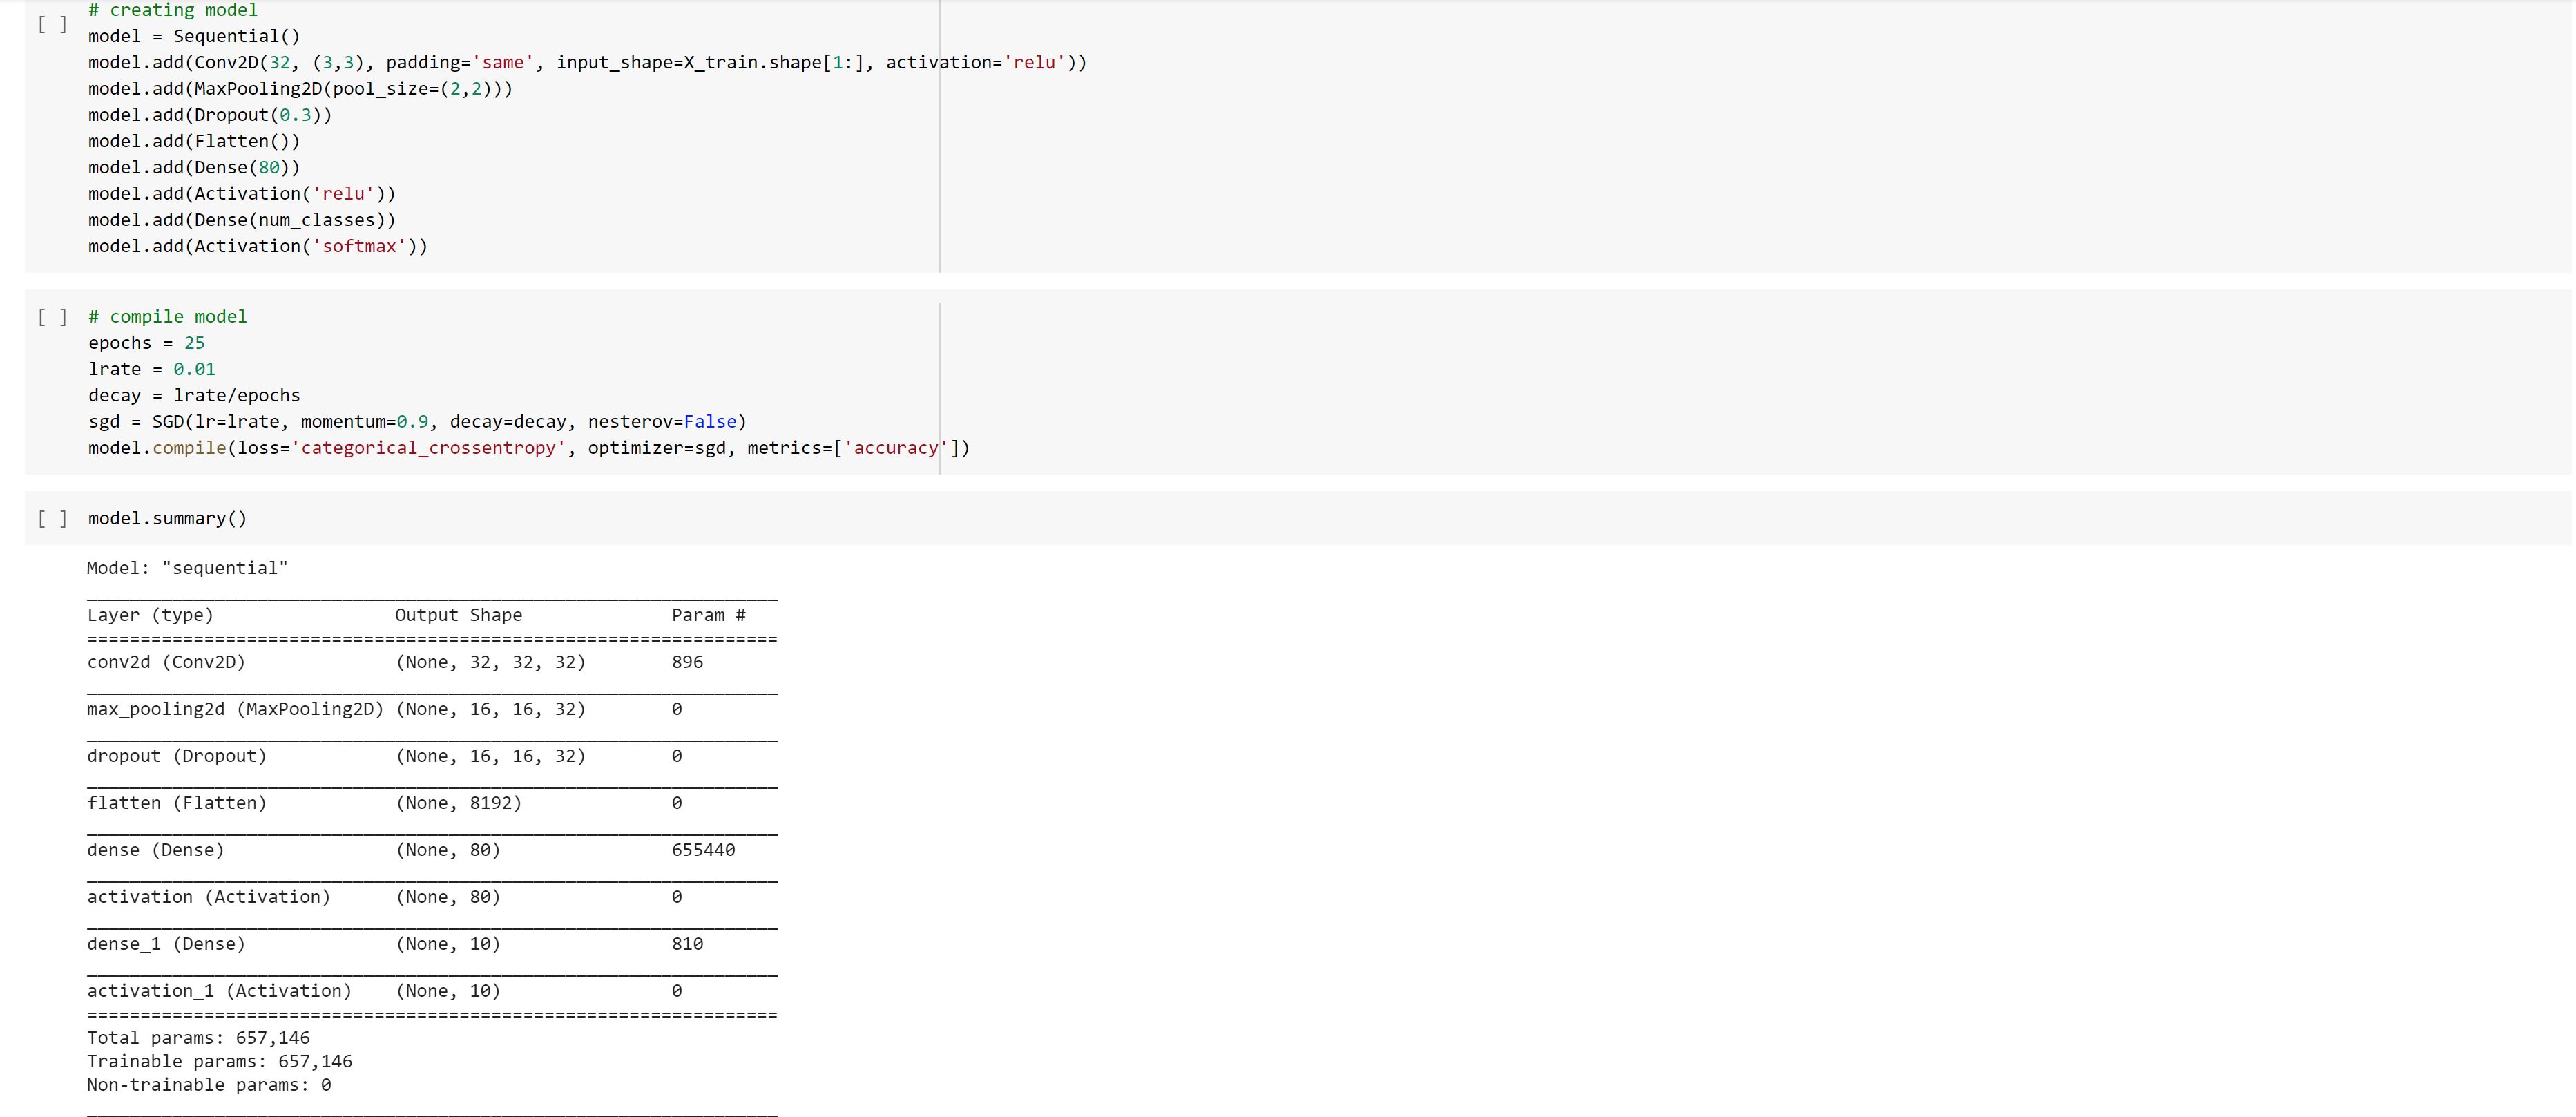 [ ] # creating model
model = Sequential()
model.add(Conv2D(32, (3,3), padding='same', input_shape=X_train.shape[1:], activation='relu'))
model.add(MaxPooling2D(pool_size=(2,2)))
model.add(Dropout(0.3))
model.add(Flatten())
model.add(Dense(80))
model.add(Activation('relu'))
model.add(Dense(num_classes))
model.add(Activation('softmax'))
[ ] # compile model
epochs = 25
lrate = 0.01
decay = lrate/epochs
sgd = SGD(lr=lrate, momentum=0.9, decay=decay, nesterov=False)
model.compile(loss='categorical_crossentropy', optimizer=sgd, metrics=['accuracy'])
[ ] model.summary()
Model: "sequential"
_________________________________________________________________
Layer (type)                 Output Shape              Param #
=================================================================
conv2d (Conv2D)              (None, 32, 32, 32)        896
_________________________________________________________________
max_pooling2d (MaxPooling2D) (None, 16, 16, 32)        0
_________________________________________________________________
dropout (Dropout)            (None, 16, 16, 32)        0
_________________________________________________________________
flatten (Flatten)            (None, 8192)              0
_________________________________________________________________
dense (Dense)                (None, 80)                655440
_________________________________________________________________
activation (Activation)      (None, 80)                0
_________________________________________________________________
dense_1 (Dense)              (None, 10)                810
_________________________________________________________________
activation_1 (Activation)    (None, 10)                0
=================================================================
Total params: 657,146
Trainable params: 657,146
Non-trainable params: 0
_________________________________________________________________